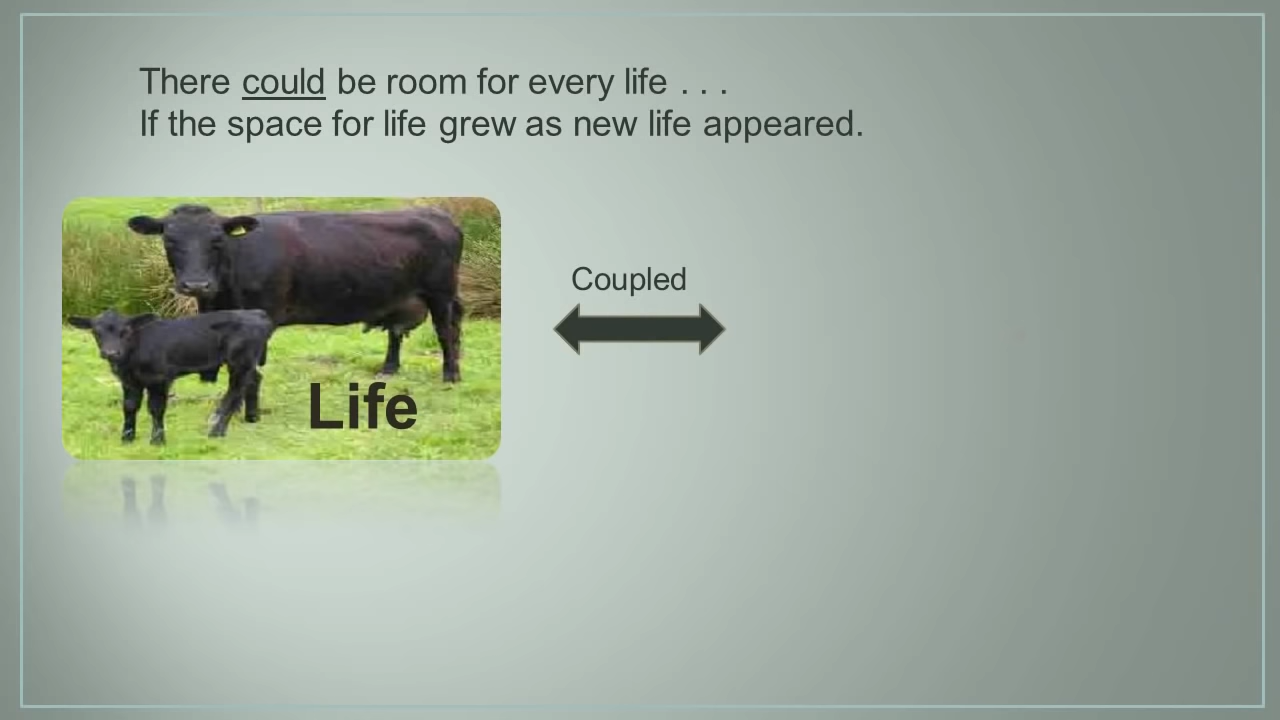 There could be room for every life . . .
If the space for life grew as new life appeared.
Coupled
Life